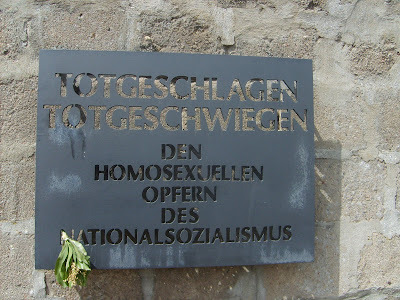 TOTGESCHLAGEN
TOTGESCHWIEGEN
DEN
HOMOSEXUELLEN
OPFERN
DES
NATIONALSOZIALISMUS